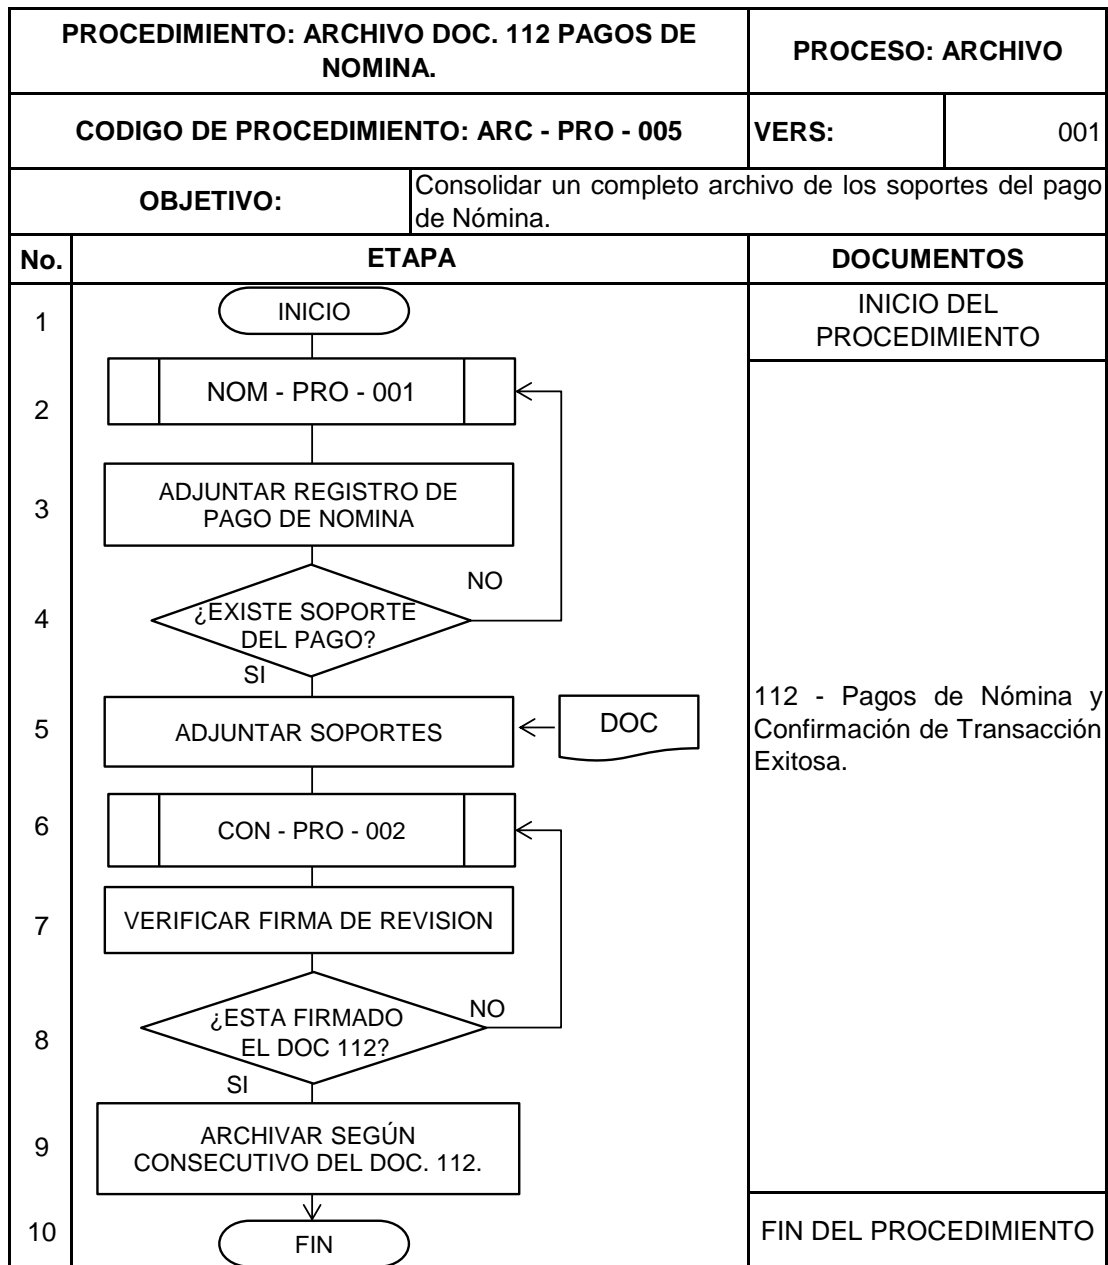 PROCEDIMIENTO: ARCHIVO DOC. 112 PAGOS DE
NOMINA.
PROCESO: ARCHIVO
CODIGO DE PROCEDIMIENTO: ARC - PRO - 005
VERS:
001
OBJETIVO:
Consolidar un completo archivo de los soportes del pago
de Nómina.
No.
ETAPA
DOCUMENTOS
1
INICIO
INICIO DEL
PROCEDIMIENTO
2
NOM - PRO - 001
3
ADJUNTAR REGISTRO DE
PAGO DE NOMINA
NO
4
¿EXISTE SOPORTE
DEL PAGO?
SI
5
ADJUNTAR SOPORTES
DOC
112 - Pagos de Nómina y
Confirmación de Transacción
Exitosa.
6
CON - PRO - 002
7
VERIFICAR FIRMA DE REVISION
NO
8
¿ESTA FIRMADO
EL DOC 112?
SI
9
ARCHIVAR SEGÚN
CONSECUTIVO DEL DOC. 112.
10
FIN
FIN DEL PROCEDIMIENTO